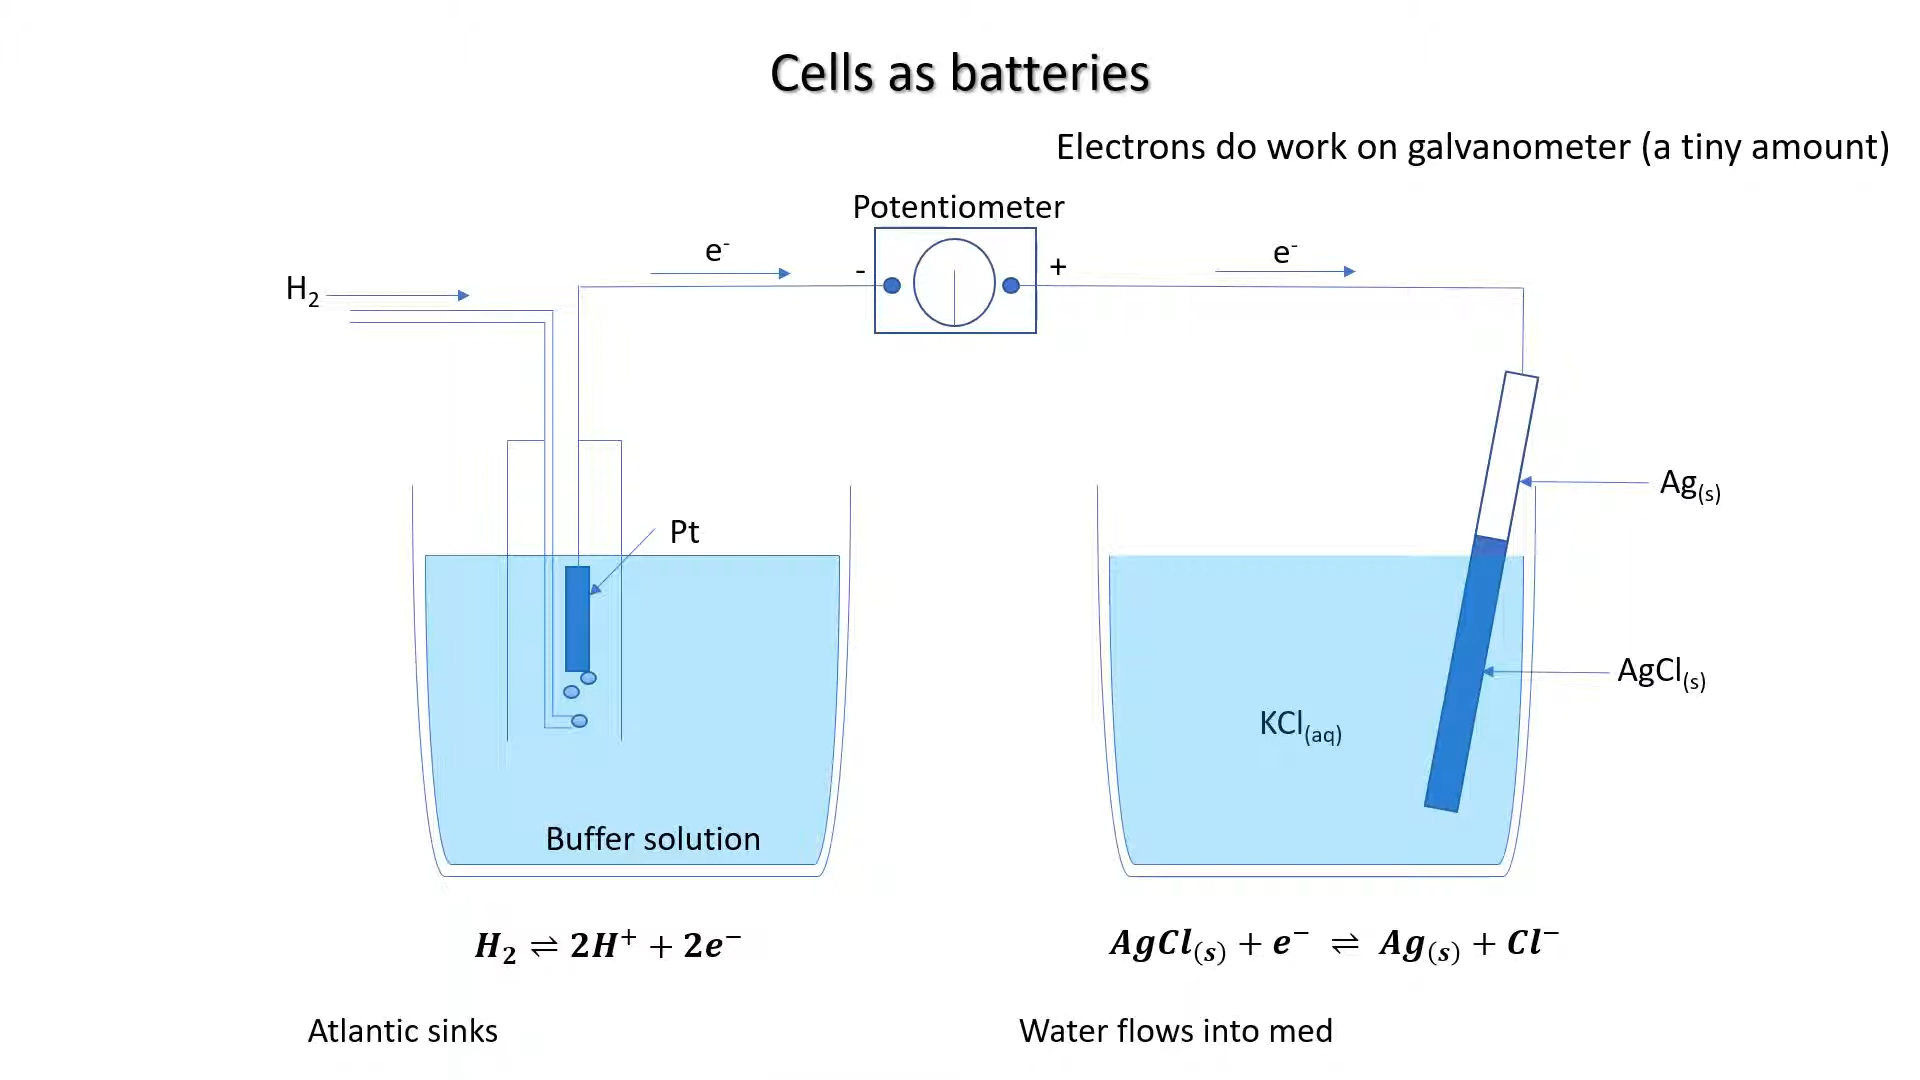 Cells as batteries
Electrons do work on galvanometer (a tiny amount)
Potentiometer
e⁻
e⁻
- +
H₂
Ag₍ₛ₎
Pt
AgCl₍ₛ₎
KCl(aq)
Buffer solution
H₂ ⇌ 2H⁺ + 2e⁻
AgCl₍ₛ₎ + e⁻ ⇌ Ag₍ₛ₎ + Cl⁻
Atlantic sinks
Water flows into med